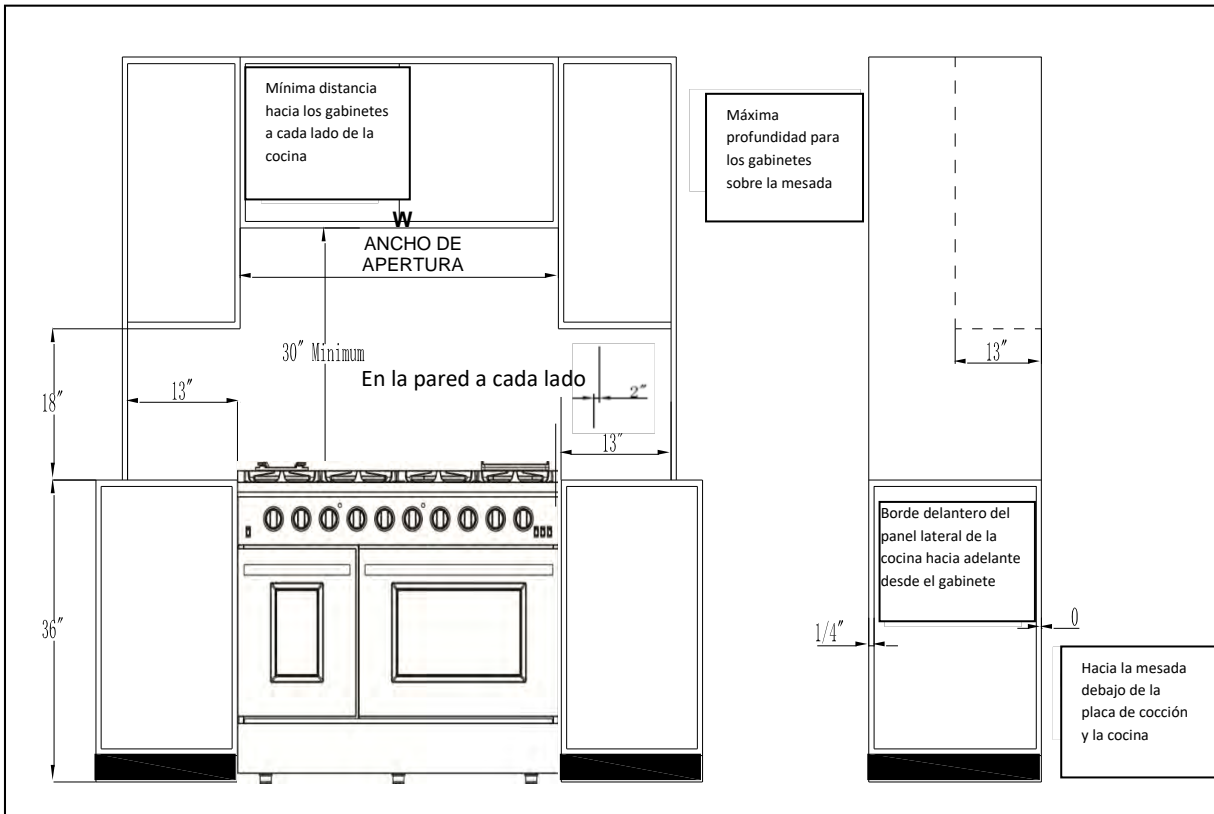 Mínima distancia
hacia los gabinetes
a cada lado de la
cocina
Máxima
profundidad para
los gabinetes
sobre la mesada
W
ANCHO DE
APERTURA
30" Minimum
13"
En la pared a cada lado
2"
18"
13"
13"
Borde delantero del
panel lateral de la
cocina hacia adelante
desde el gabinete
36"
1/4"
0
Hacia la mesada
debajo de la
placa de cocción
y la cocina